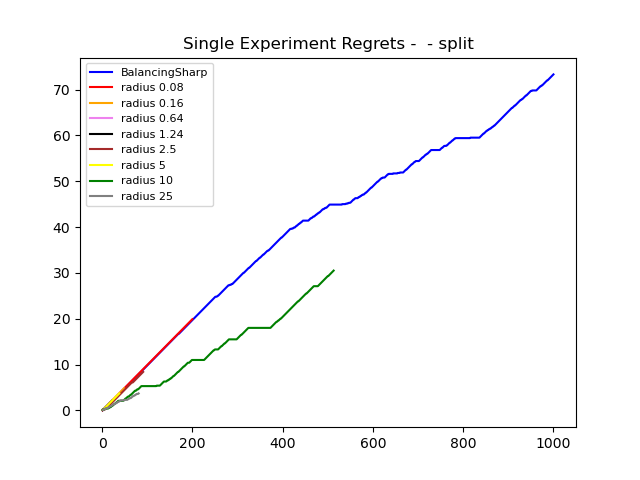 Single Experiment Regrets -  - split
BalancingSharp
radius 0.08
radius 0.16
radius 0.64
radius 1.24
radius 2.5
radius 5
radius 10
radius 25
70
60
50
40
30
20
10
0
0 200 400 600 800 1000